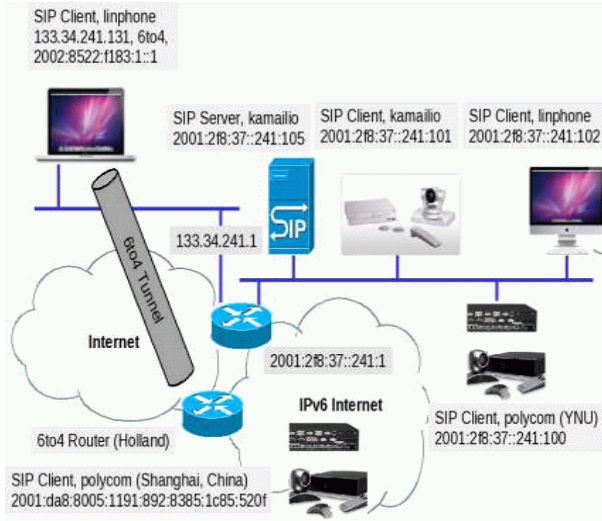 SIP Client, linphone
133.34.241.131, 6to4,
2002:8522:f183:1::1
SIP Server, kamailio
2001:2f8:37::241:105
SIP Client, kamailio
2001:2f8:37::241:101
SIP Client, linphone
2001:2f8:37::241:102
6to4 Tunnel
133.34.241.1
SIP
Internet
2001:2f8:37::241:1
IPv6 Internet
SIP Client, polycom (YNU)
2001:2f8:37::241:100
6to4 Router (Holland)
SIP Client, polycom (Shanghai, China)
2001:da8:8005:1191:892:8385:1c85:520f